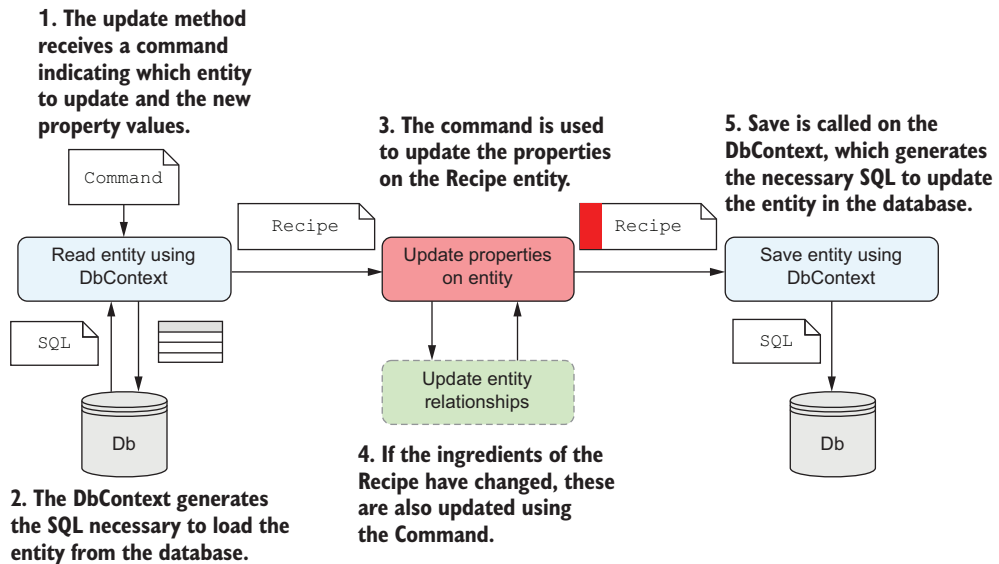 1. The update method
receives a command
indicating which entity
to update and the new
property values.
Command
Read entity using
DbContext
SQL
Db
2. The DbContext generates
the SQL necessary to load the
entity from the database.
Recipe
3. The command is used
to update the properties
on the Recipe entity.
Update properties
on entity
Update entity
relationships
4. If the ingredients of the
Recipe have changed, these
are also updated using
the Command.
Recipe
5. Save is called on the
DbContext, which generates
the necessary SQL to update
the entity in the database.
Save entity using
DbContext
SQL
Db